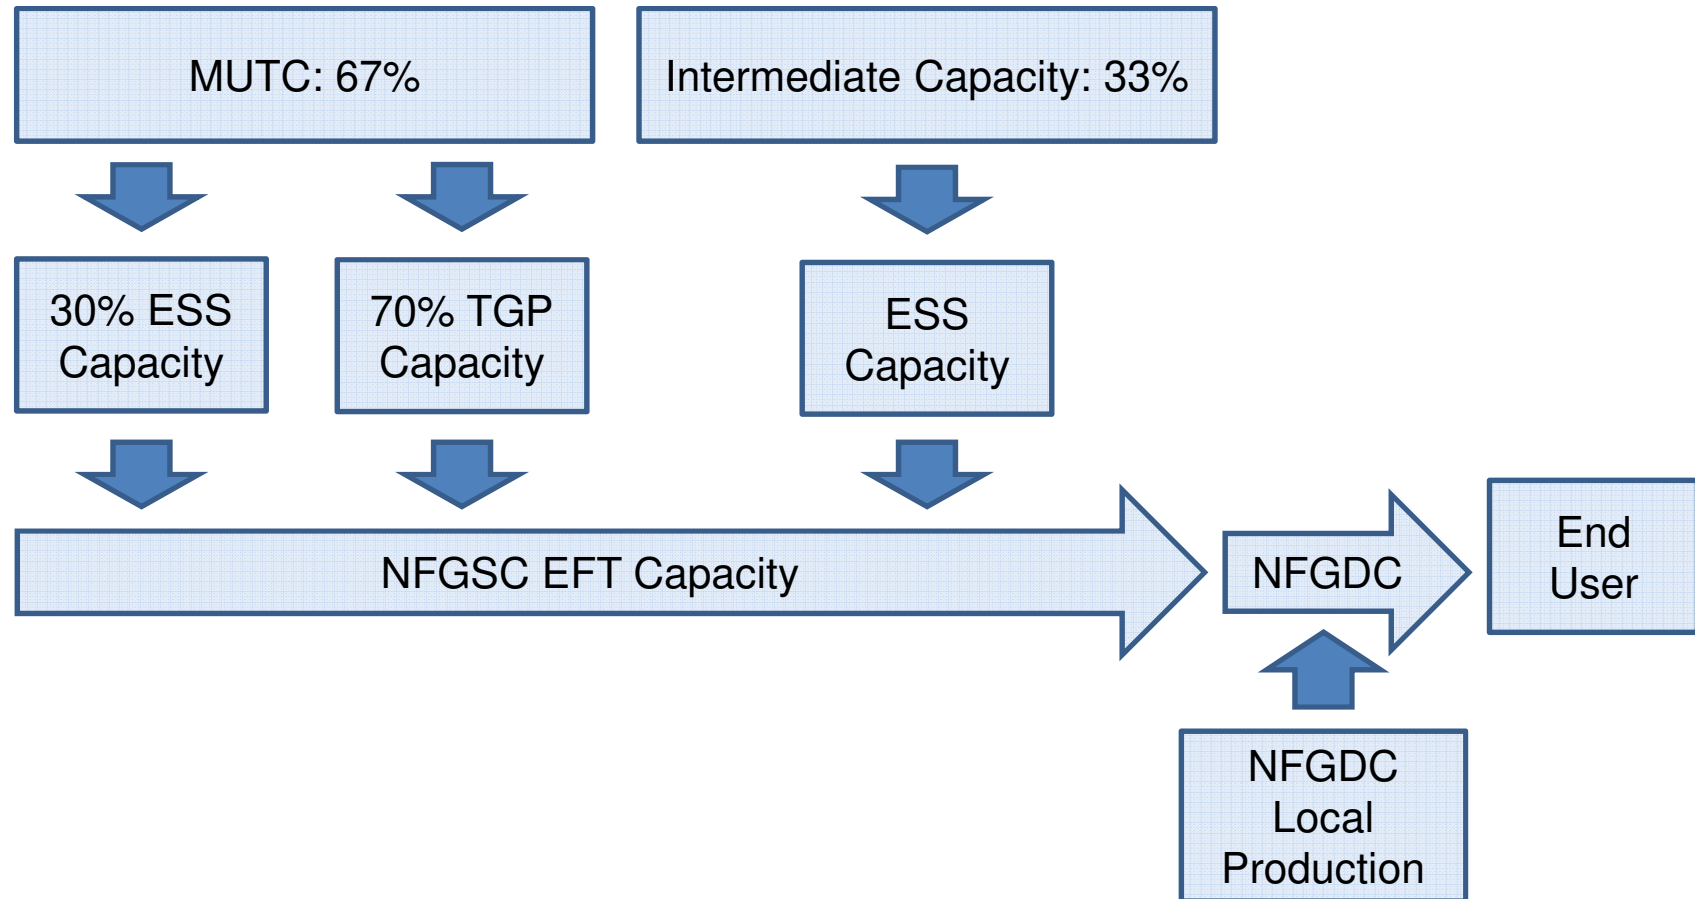 MUTC: 67%
Intermediate Capacity: 33%
30% ESS
Capacity
70% TGP
Capacity
ESS
Capacity
NFGSC EFT Capacity
NFGDC
End
User
NFGDC
Local
Production